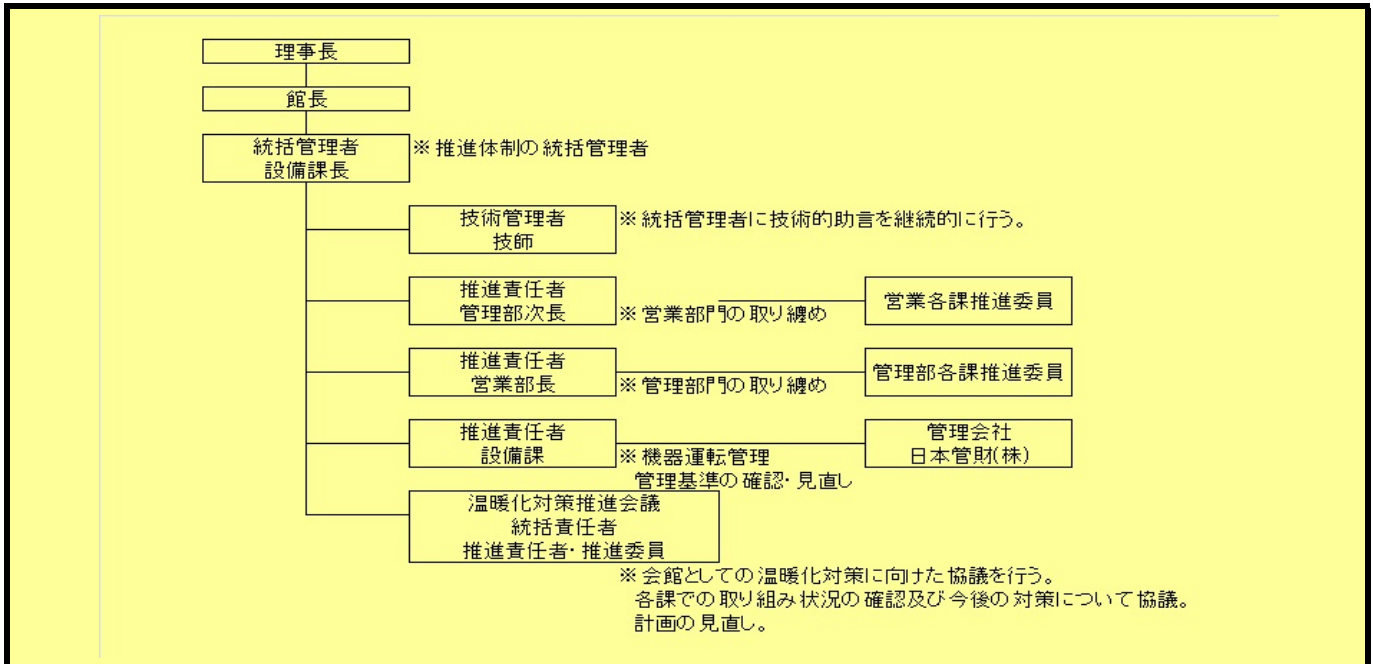 理事長
館長
統括管理者
設備課長
※推進体制の統括管理者
技術管理者
技師
※統括管理者に技術的助言を継続的に行う。
推進責任者
管理部次長
※営業部門の取り纏め
営業各課推進委員
推進責任者
営業部長
※管理部門の取り纏め
管理部各課推進委員
推進責任者
設備課
※機器運転管理
管理基準の確認・見直し
管理会社
日本管財(株)
温暖化対策推進会議
統括責任者
推進責任者・推進委員
※会館としての温暖化対策に向けた協議を行う。
各課での取り組み状況の確認及び今後の対策について協議。
計画の見直し。